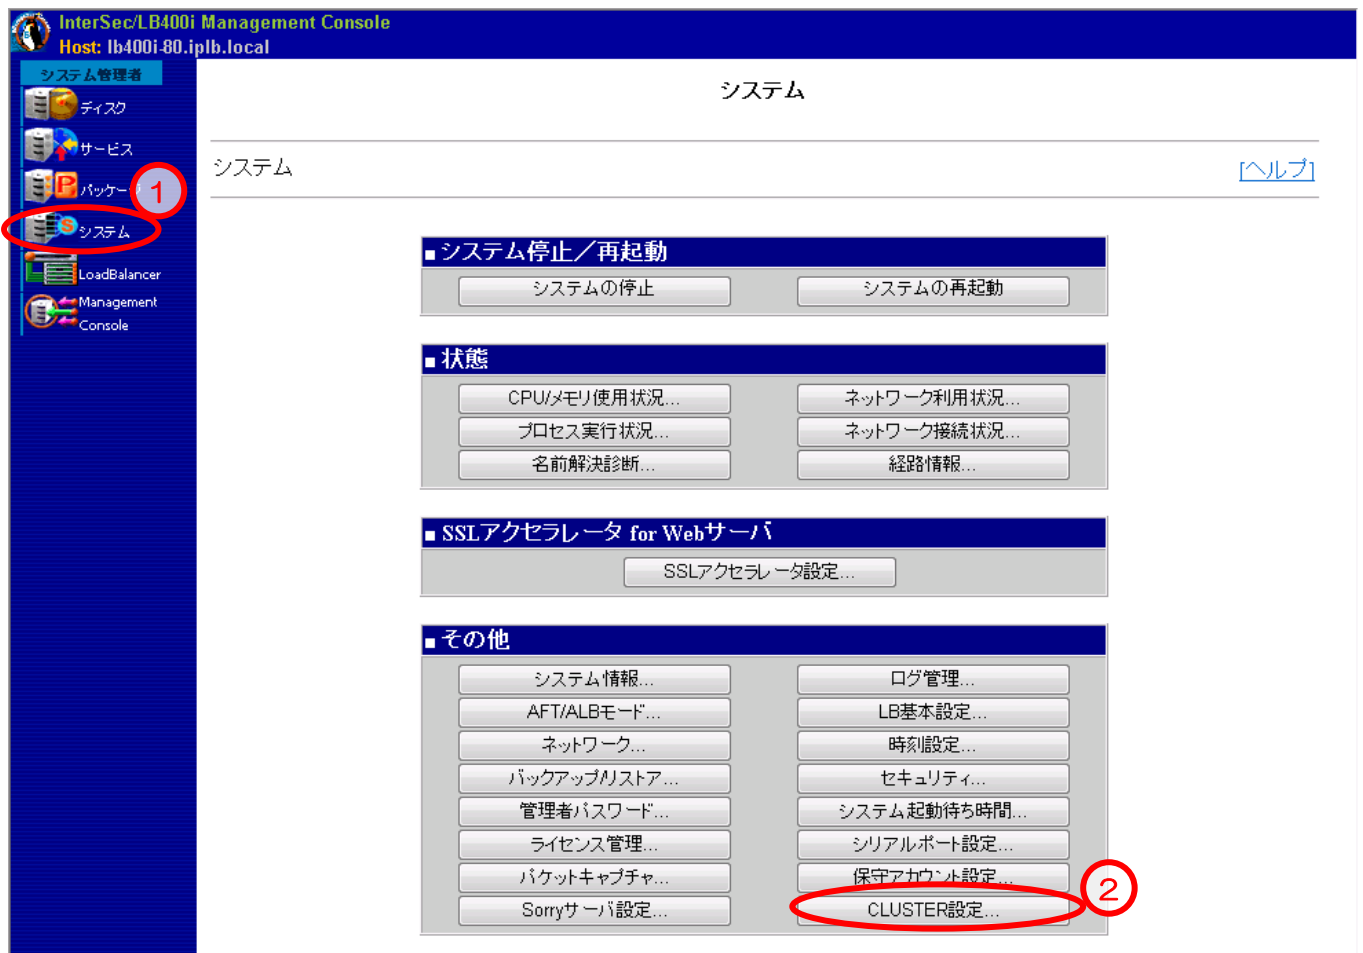 InterSec/LB400i Management Console
Host: lb400i-80.iplb.local
システム管理者
ディスク
サービス
パッケージ
1
システム
LoadBalancer
Management
Console
システム
システム
[ヘルプ]
■システム停止／再起動
システムの停止 システムの再起動
■状態
CPU/メモリ使用状況... ネットワーク利用状況...
プロセス実行状況... ネットワーク接続状況...
名前解決診断... 経路情報...
■SSLアクセラレータ for Webサーバ
SSLアクセラレータ設定...
■その他
システム情報... ログ管理...
AFT/ALBモード... LB基本設定...
ネットワーク... 時刻設定...
バックアップ/リストア... セキュリティ...
管理者パスワード... システム起動待ち時間...
ライセンス管理... シリアルポート設定...
パケットキャプチャ... 保守アカウント設定...
2
Sorryサーバ設定... CLUSTER設定...